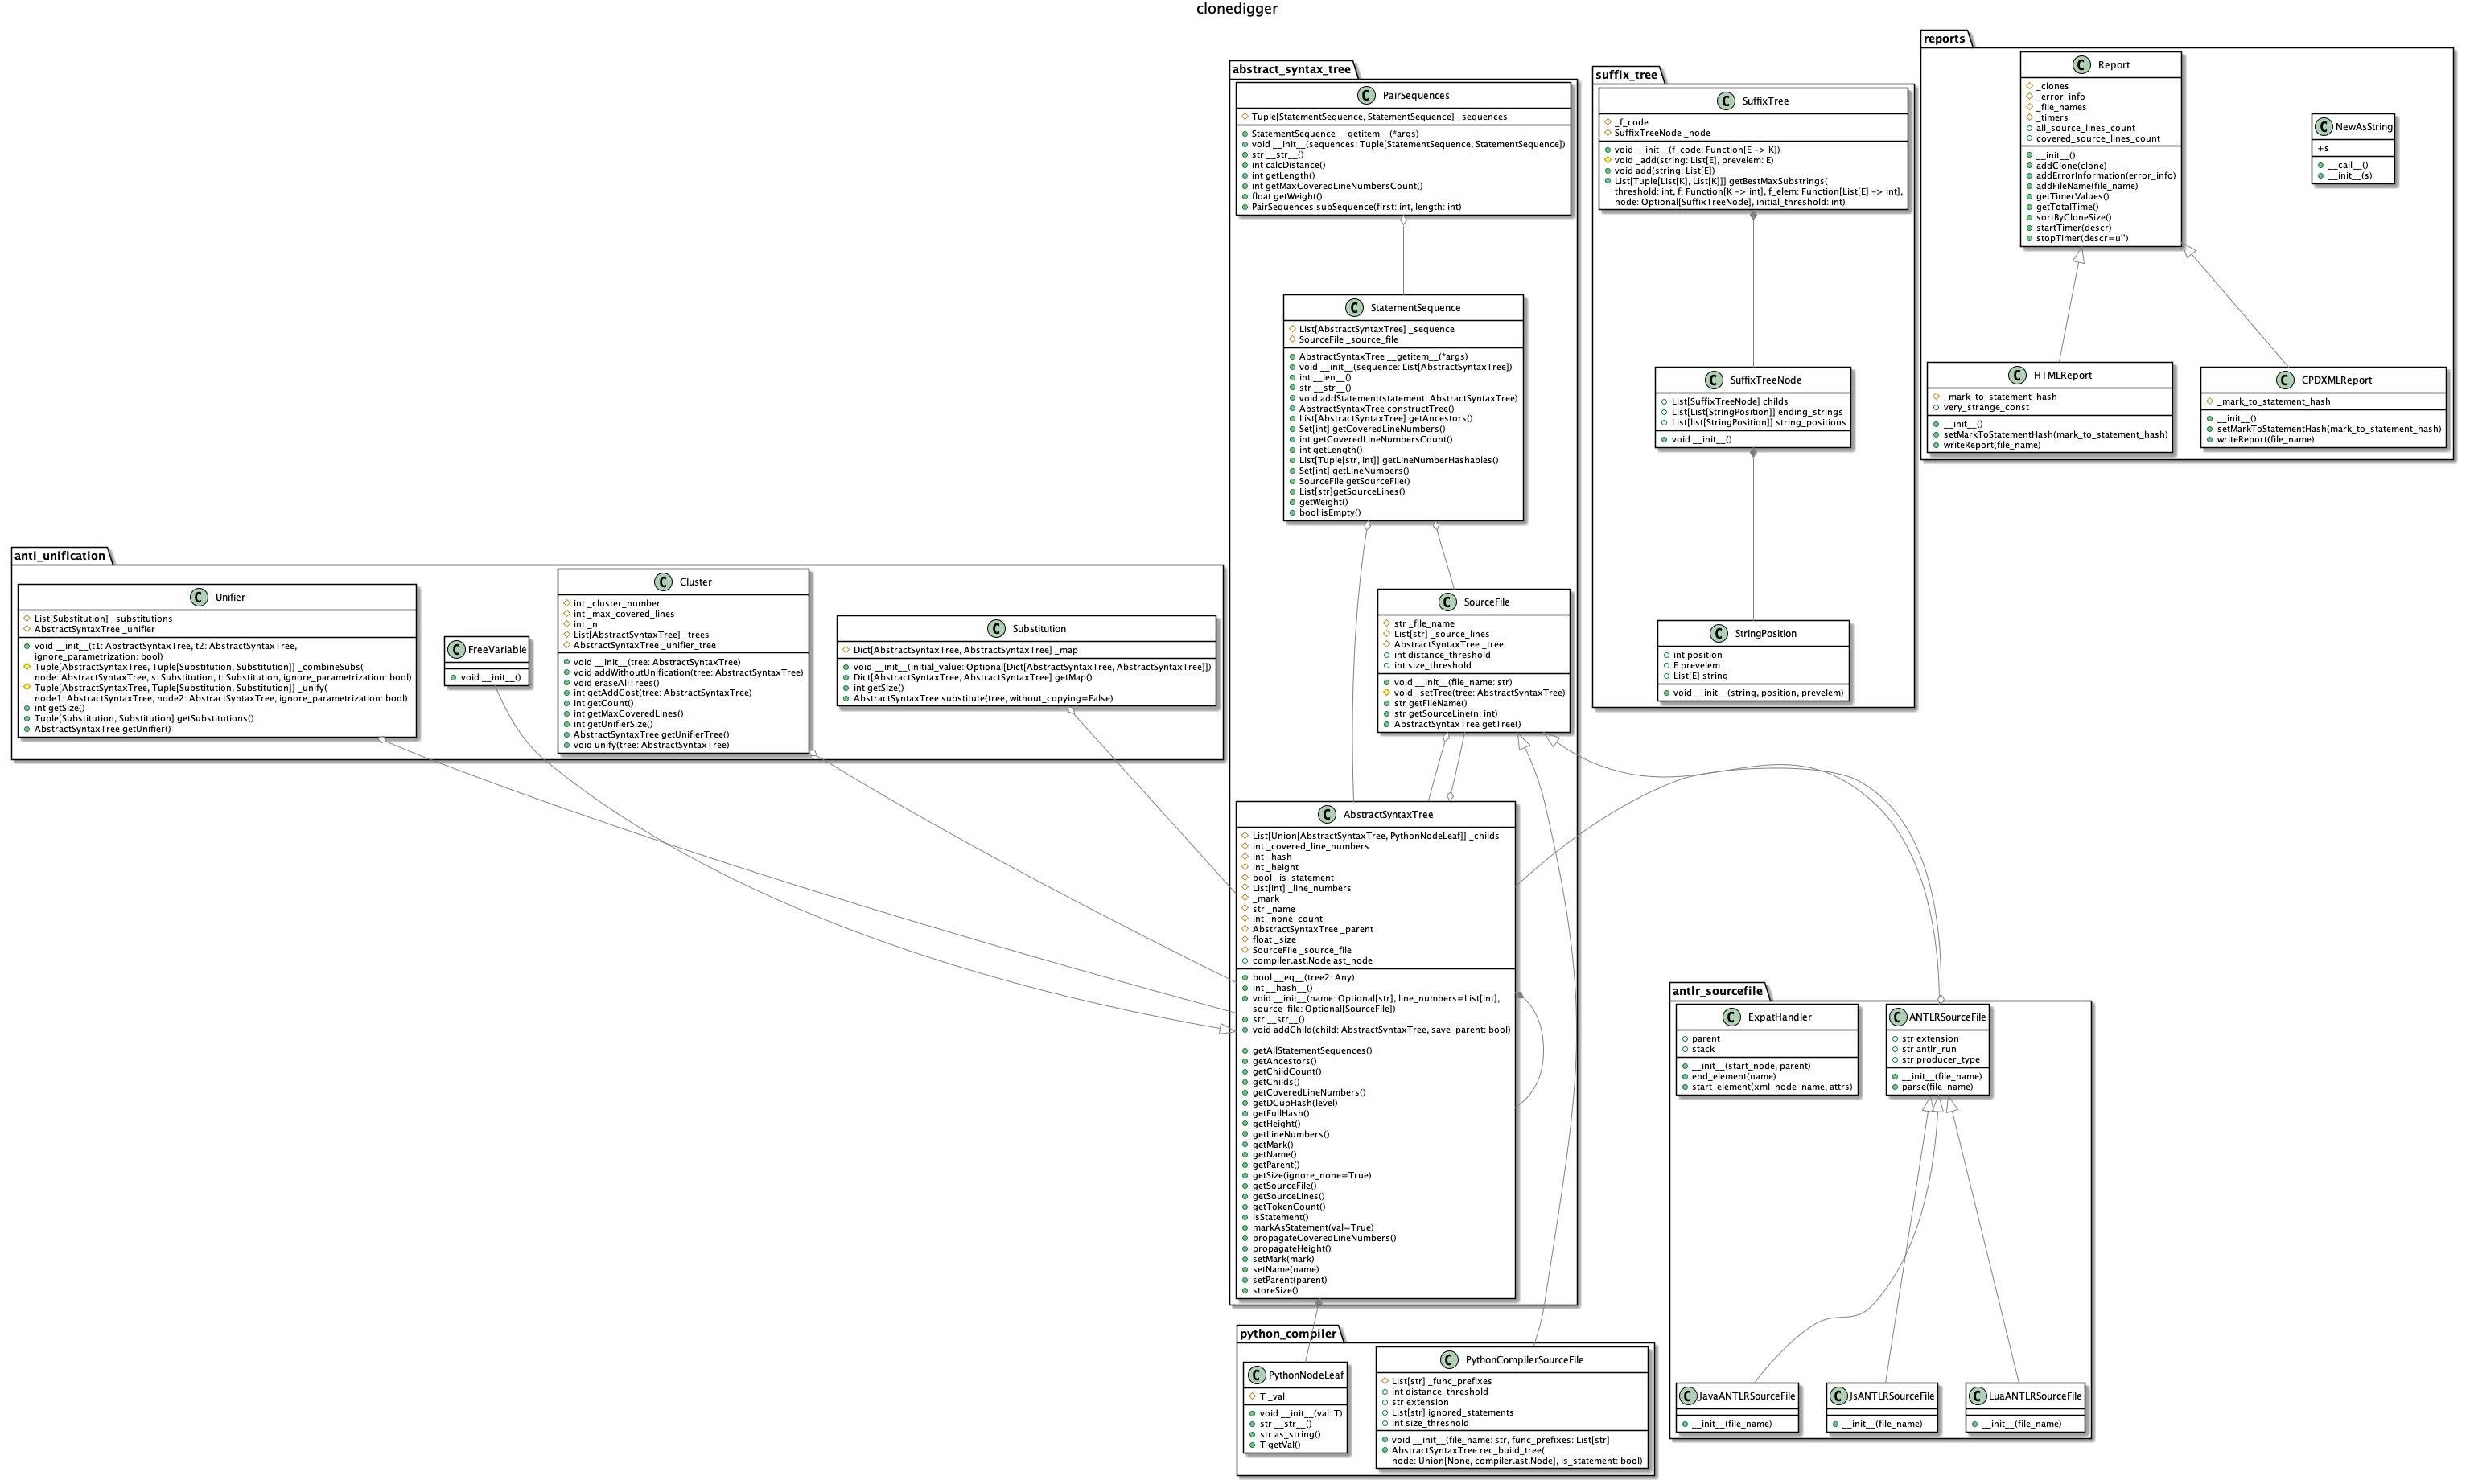 clonedigger
abstract_syntax_tree
C PairSequences
Tuple[StatementSequence, StatementSequence] _sequences
StatementSequence __getitem__(*args)
void __init__(sequences: Tuple[StatementSequence, StatementSequence])
str __str__()
int calcDistance()
int getLength()
int getMaxCoveredLineNumbersCount()
float getWeight()
PairSequences subSequence(first: int, length: int)
C StatementSequence
List[AbstractSyntaxTree] _sequence
SourceFile _source_file
AbstractSyntaxTree __getitem__(*args)
void __init__(sequence: List[AbstractSyntaxTree])
int __len__()
str __str__()
void addStatement(statement: AbstractSyntaxTree)
AbstractSyntaxTree constructTree()
List[AbstractSyntaxTree] getAncestors()
Set[int] getCoveredLineNumbers()
int getCoveredLineNumbersCount()
int getLength()
List[Tuple[str, int]] getLineNumberHashables()
Set[int] getLineNumbers()
SourceFile getSourceFile()
List[str]getSourceLines()
getWeight()
bool isEmpty()
C SourceFile
str _file_name
List[str] _source_lines
AbstractSyntaxTree _tree
int distance_threshold
int size_threshold
void __init__(file_name: str)
void _setTree(tree: AbstractSyntaxTree)
str getFileName()
str getSourceLine(n: int)
AbstractSyntaxTree getTree()
C AbstractSyntaxTree
List[Union[AbstractSyntaxTree, PythonNodeLeaf]] _childs
int _covered_line_numbers
int _hash
int _height
bool _is_statement
List[int] _line_numbers
_mark
str _name
int _none_count
AbstractSyntaxTree _parent
float _size
SourceFile _source_file
compiler.ast.Node ast_node
bool __eq__(tree2: Any)
int __hash__()
void __init__(name: Optional[str], line_numbers=List[int],
source_file: Optional[SourceFile])
str __str__()
void addChild(child: AbstractSyntaxTree, save_parent: bool)
getAllStatementSequences()
getAncestors()
getChildCount()
getChilds()
getCoveredLineNumbers()
getDCupHash(level)
getFullHash()
getHeight()
getLineNumbers()
getMark()
getName()
getParent()
getSize(ignore_none=True)
getSourceFile()
getSourceLines()
getTokenCount()
isStatement()
markAsStatement(val=True)
propagateCoveredLineNumbers()
propagateHeight()
setMark(mark)
setName(name)
setParent(parent)
storeSize()
suffix_tree
C SuffixTree
_f_code
SuffixTreeNode _node
void __init__(f_code: Function[E -> K])
void _add(string: List[E], prevelem: E)
void add(string: List[E])
List[Tuple[List[K], List[K]]] getBestMaxSubstrings(
threshold: int, f: Function[K -> int], f_elem: Function[List[E] -> int],
node: Optional[SuffixTreeNode], initial_threshold: int)
C SuffixTreeNode
List[SuffixTreeNode] childs
List[List[StringPosition]] ending_strings
List[list[StringPosition]] string_positions
void __init__()
C StringPosition
int position
E prevelem
List[E] string
void __init__(string, position, prevelem)
reports
C Report
_clones
_error_info
_file_names
_timers
all_source_lines_count
covered_source_lines_count
__init__()
addClone(clone)
addErrorInformation(error_info)
addFileName(file_name)
getTimerValues()
getTotalTime()
sortByCloneSize()
startTimer(descr)
stopTimer(descr=u'')
C NewAsString
+s
__call__()
__init__(s)
C HTMLReport
_mark_to_statement_hash
very_strange_const
__init__()
setMarkToStatementHash(mark_to_statement_hash)
writeReport(file_name)
C CPDXMLReport
_mark_to_statement_hash
__init__()
setMarkToStatementHash(mark_to_statement_hash)
writeReport(file_name)
anti_unification
C Unifier
List[Substitution] _substitutions
AbstractSyntaxTree _unifier
void __init__(t1: AbstractSyntaxTree, t2: AbstractSyntaxTree,
ignore_parametrization: bool)
Tuple[AbstractSyntaxTree, Tuple[Substitution, Substitution]] _combineSubs(
node: AbstractSyntaxTree, s: Substitution, t: Substitution, ignore_parametrization: bool)
Tuple[AbstractSyntaxTree, Tuple[Substitution, Substitution]] _unify(
node1: AbstractSyntaxTree, node2: AbstractSyntaxTree, ignore_parametrization: bool)
int getSize()
Tuple[Substitution, Substitution] getSubstitutions()
AbstractSyntaxTree getUnifier()
C FreeVariable
void __init__()
C Cluster
int _cluster_number
int _max_covered_lines
int _n
List[AbstractSyntaxTree] _trees
AbstractSyntaxTree _unifier_tree
void __init__(tree: AbstractSyntaxTree)
void addWithoutUnification(tree: AbstractSyntaxTree)
void eraseAllTrees()
int getAddCost(tree: AbstractSyntaxTree)
int getCount()
int getMaxCoveredLines()
int getUnifierSize()
AbstractSyntaxTree getUnifierTree()
void unify(tree: AbstractSyntaxTree)
C Substitution
Dict[AbstractSyntaxTree, AbstractSyntaxTree] _map
void __init__(initial_value: Optional[Dict[AbstractSyntaxTree, AbstractSyntaxTree]])
Dict[AbstractSyntaxTree, AbstractSyntaxTree] getMap()
int getSize()
AbstractSyntaxTree substitute(tree, without_copying=False)
antlr_sourcefile
C ExpatHandler
parent
stack
__init__(start_node, parent)
end_element(name)
start_element(xml_node_name, attrs)
C ANTLRSourceFile
str extension
str antlr_run
str producer_type
__init__(file_name)
parse(file_name)
C JavaANTLRSourceFile
__init__(file_name)
C JsANTLRSourceFile
__init__(file_name)
C LuaANTLRSourceFile
__init__(file_name)
python_compiler
C PythonNodeLeaf
T _val
void __init__(val: T)
str __str__()
str as_string()
T getVal()
C PythonCompilerSourceFile
List[str] _func_prefixes
int distance_threshold
str extension
List[str] ignored_statements
int size_threshold
void __init__(file_name: str, func_prefixes: List[str]
AbstractSyntaxTree rec_build_tree(
node: Union[None, compiler.ast.Node], is_statement: bool)